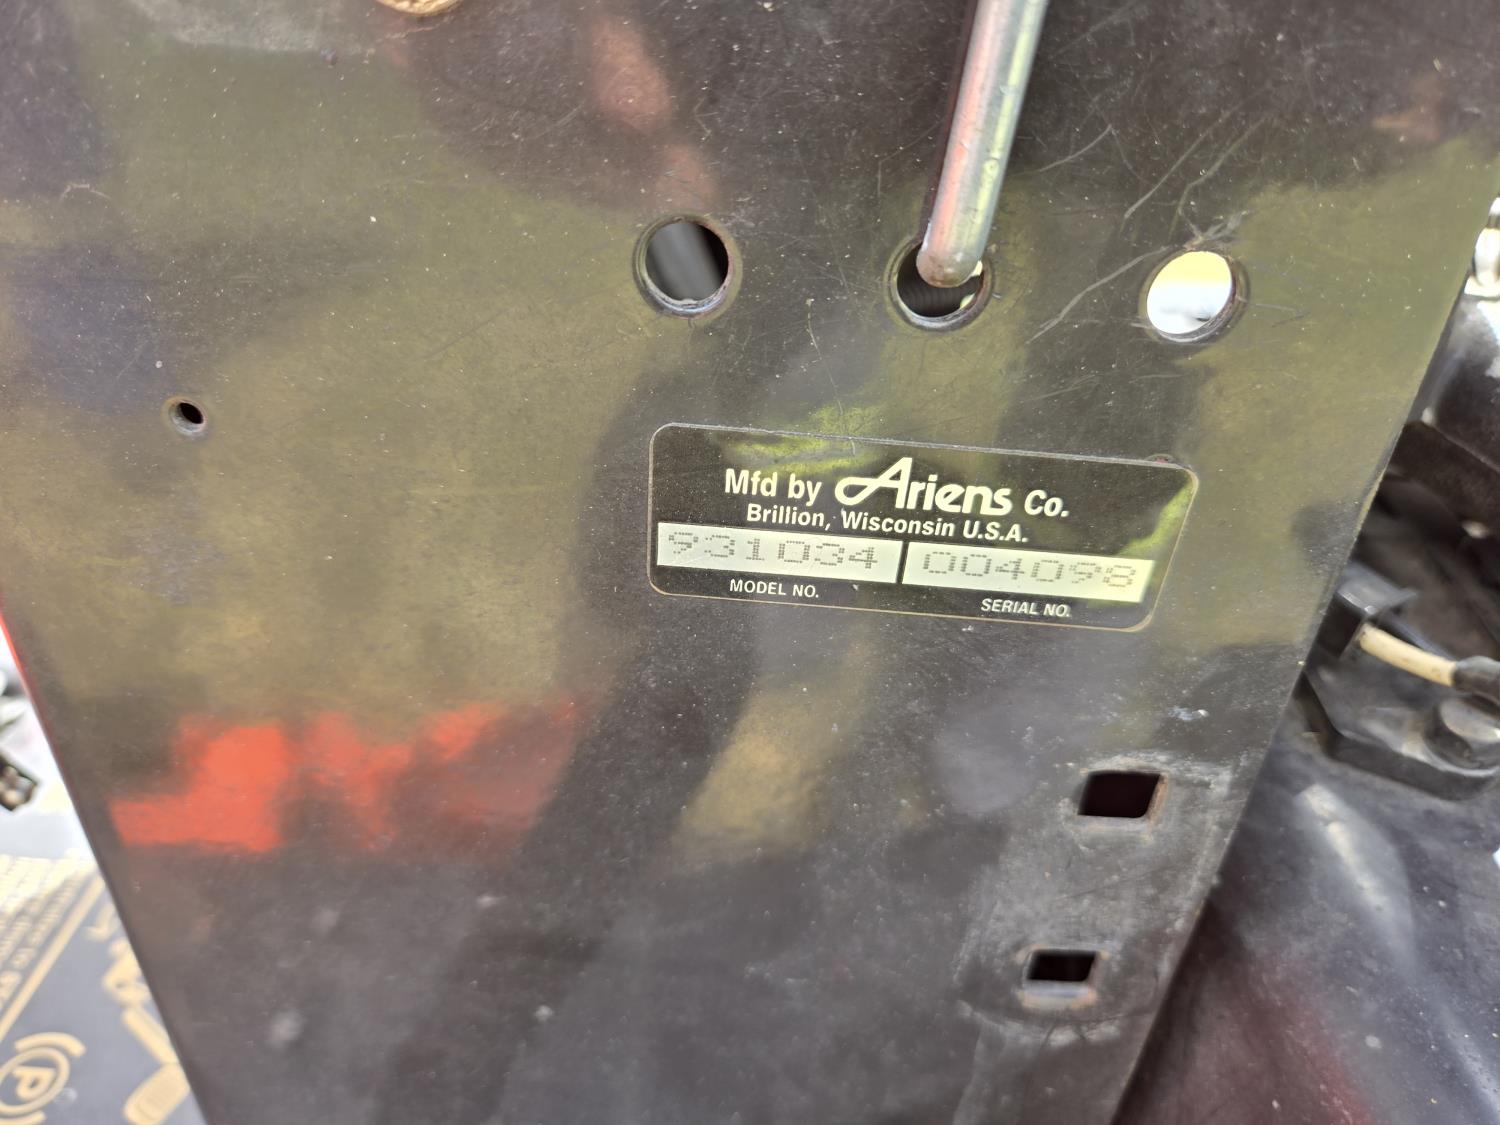 Mfd by Ariens Co.
Brillion, Wisconsin U.S.A.
931034 004098
MODEL NO. SERIAL NO.
P